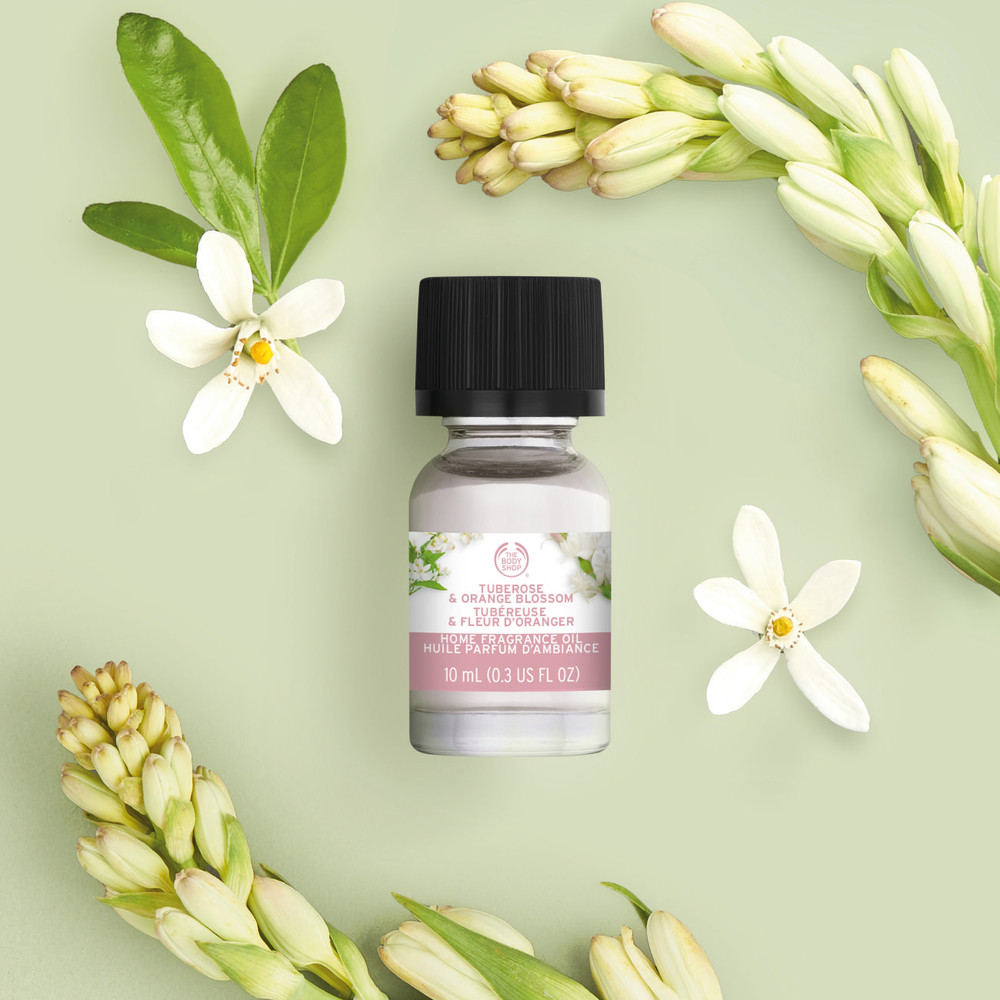 THE
BODY
SHOP
®
TUBEROSE
& ORANGE BLOSSOM
TUBÉREUSE
& FLEUR D'ORANGER
HOME FRAGRANCE OIL
HUILE PARFUM D'AMBIANCE
10 mL (0.3 US FL OZ)